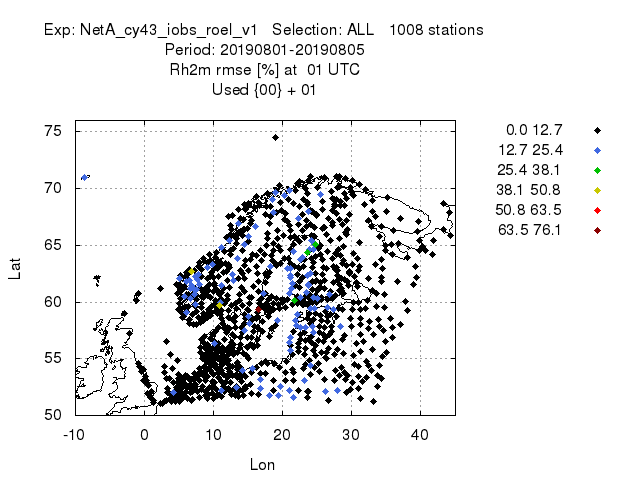 Exp: NetA_cy43_iobs_roel_v1 Selection: ALL 1008 stations
Period: 20190801-20190805
Rh2m rmse [%] at 01 UTC
Used {00} + 01
0.0 12.7
12.7 25.4
25.4 38.1
38.1 50.8
50.8 63.5
63.5 76.1
75
70
65
60
55
50
Lat
-10 0 10 20 30 40
Lon